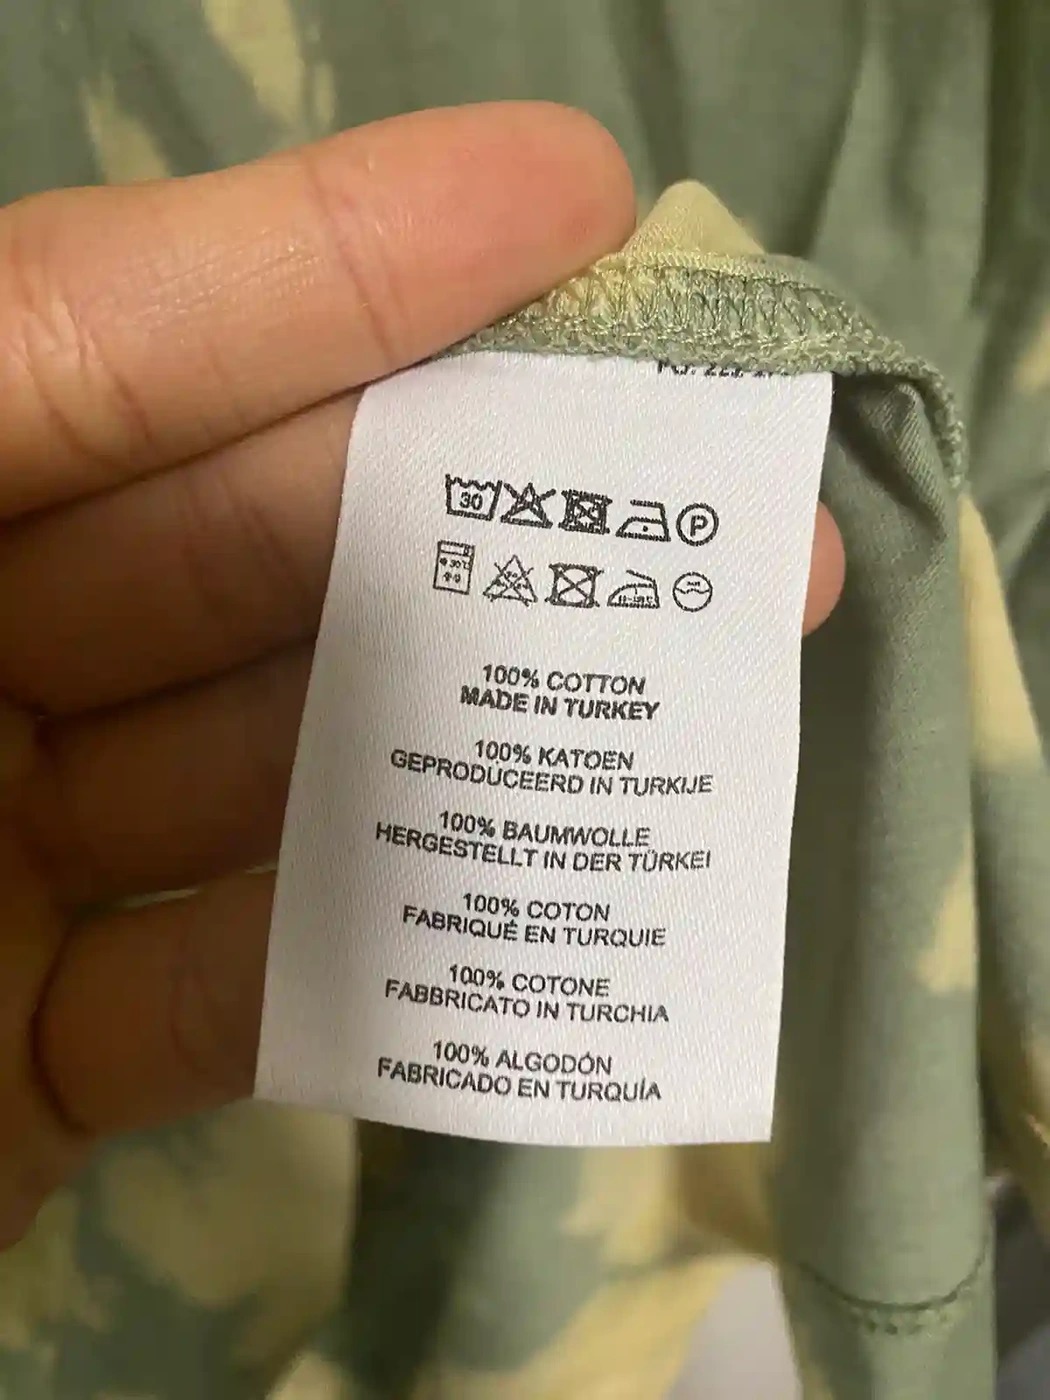 30 P
100% COTTON
MADE IN TURKEY
100% KATOEN
GEPRODUCEERD IN TURKIJE
100% BAUMWOLLE
HERGESTELLT IN DER TÜRKEI
100% COTON
FABRIQUÉ EN TURQUIE
100% COTONE
FABBRICATO IN TURCHIA
100% ALGODÓN
FABRICADO EN TURQUÍA